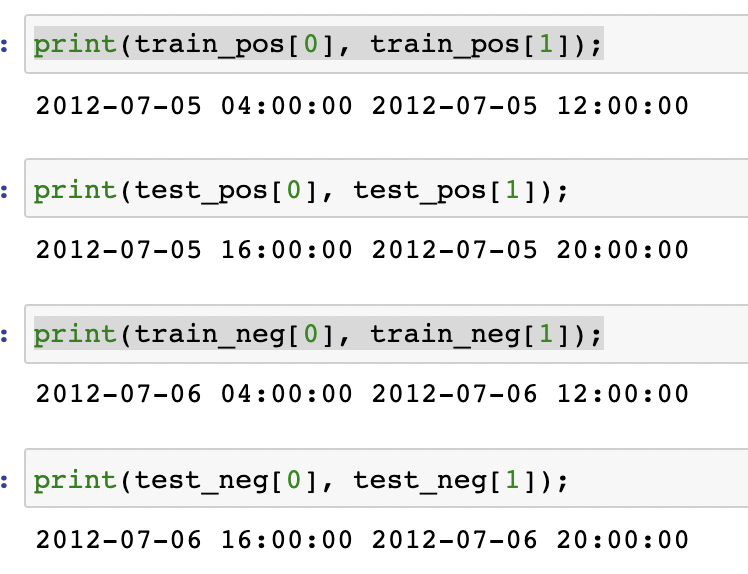 : print(train_pos[0], train_pos[1]);
2012-07-05 04:00:00 2012-07-05 12:00:00
: print(test_pos[0], test_pos[1]);
2012-07-05 16:00:00 2012-07-05 20:00:00
: print(train_neg[0], train_neg[1]);
2012-07-06 04:00:00 2012-07-06 12:00:00
: print(test_neg[0], test_neg[1]);
2012-07-06 16:00:00 2012-07-06 20:00:00